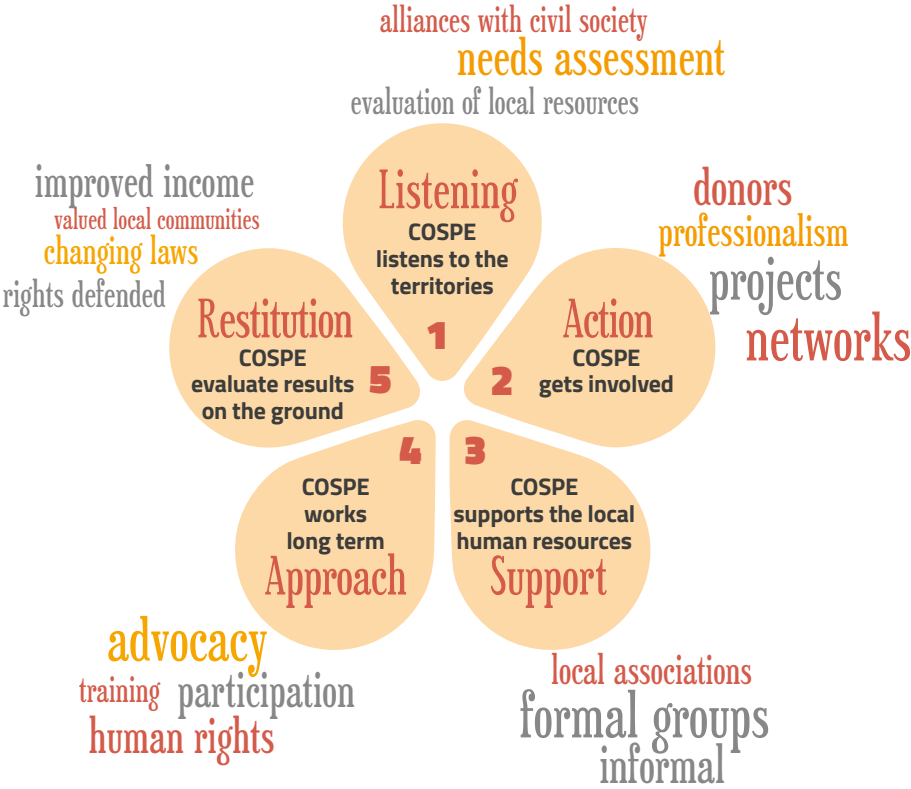 alliances with civil society
needs assessment
evaluation of local resources
Listening
COSPE
listens to the
territories
1
donors
professionalism
projects
networks
Action
COSPE
gets involved
2
3
COSPE
supports the local
human resources
Support
local associations
formal groups
informal
4
COSPE
works
long term
Approach
advocacy
training participation
human rights
improved income
valued local communities
changing laws
rights defended
Restitution
COSPE
evaluate results
on the ground
5